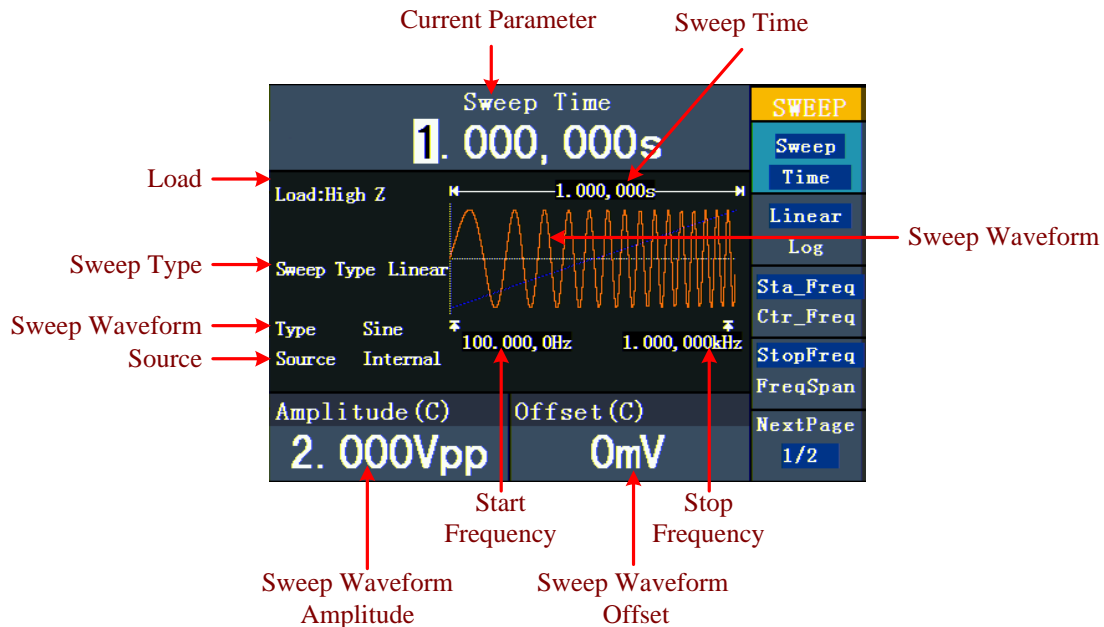 Current Parameter
Sweep Time
Sweep Time
1.000,000s
SWEEP
Sweep
Time
Load
Load:High Z
1.000,000s
Linear
Log
Sweep Waveform
Sweep Type
Sweep Type Linear
Sta_Freq
Ctr_Freq
Sweep Waveform
Type Sine
100.000,0Hz
1.000,000kHz
Source
Source Internal
StopFreq
FreqSpan
Amplitude(C)
Offset(C)
NextPage
1/2
2.000Vpp
0mV
Start
Frequency
Stop
Frequency
Sweep Waveform
Amplitude
Sweep Waveform
Offset